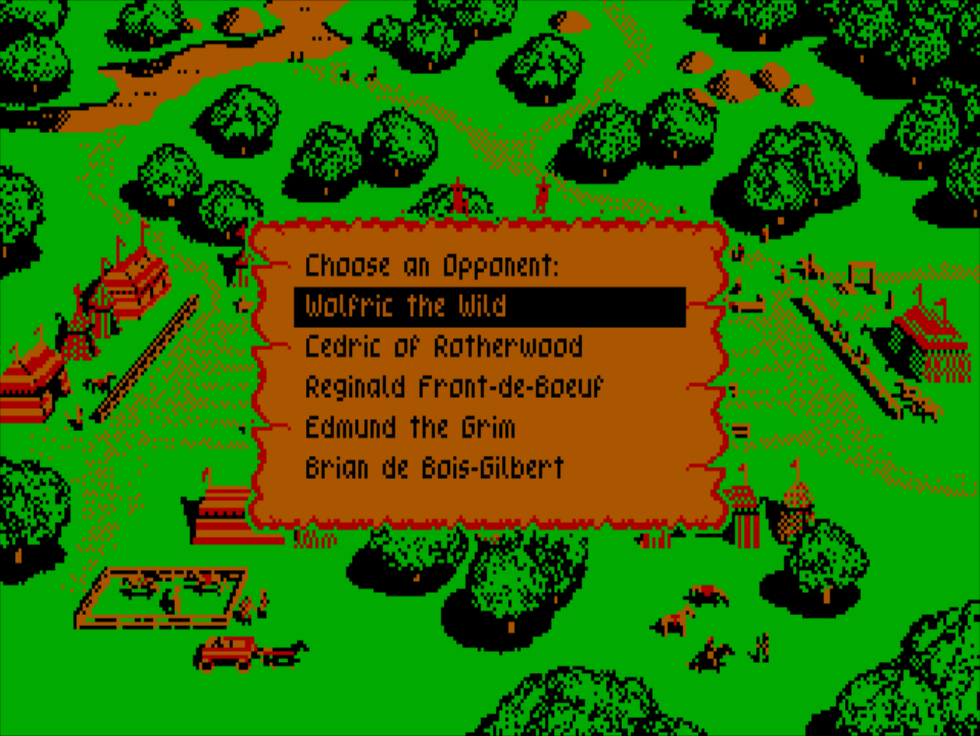 Choose an Opponent:
Wolfric the Wild
Cedric of Rotherwood
Reginald Front-de-Boeuf
Edmund the Grim
Brian de Bois-Gilbert